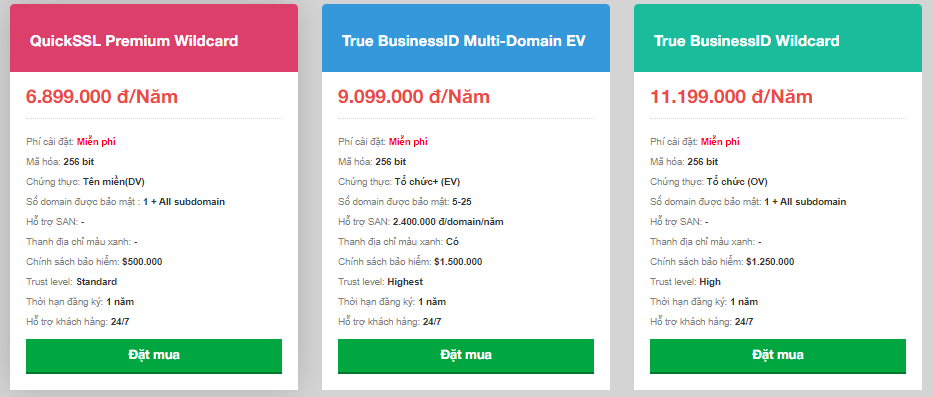 QuickSSL Premium Wildcard
6.899.000 đ/Năm
Phí cài đặt: Miễn phí
Mã hóa: 256 bit
Chứng thực: Tên miền(DV)
Số domain được bảo mật : 1 + All subdomain
Hỗ trợ SAN: -
Thanh địa chỉ màu xanh: -
Chính sách bảo hiểm: $500.000
Trust level: Standard
Thời hạn đăng ký: 1 năm
Hỗ trợ khách hàng: 24/7
Đặt mua
True BusinessID Multi-Domain EV
9.099.000 đ/Năm
Phí cài đặt: Miễn phí
Mã hóa: 256 bit
Chứng thực: Tổ chức+ (EV)
Số domain được bảo mật: 5-25
Hỗ trợ SAN: 2.400.000 đ/domain/năm
Thanh địa chỉ màu xanh: Có
Chính sách bảo hiểm: $1.500.000
Trust level: Highest
Thời hạn đăng ký: 1 năm
Hỗ trợ khách hàng: 24/7
Đặt mua
True BusinessID Wildcard
11.199.000 đ/Năm
Phí cài đặt: Miễn phí
Mã hóa: 256 bit
Chứng thực: Tổ chức (OV)
Số domain được bảo mật: 1 + All subdomain
Hỗ trợ SAN: -
Thanh địa chỉ màu xanh: -
Chính sách bảo hiểm: $1.250.000
Trust level: High
Thời hạn đăng ký: 1 năm
Hỗ trợ khách hàng: 24/7
Đặt mua